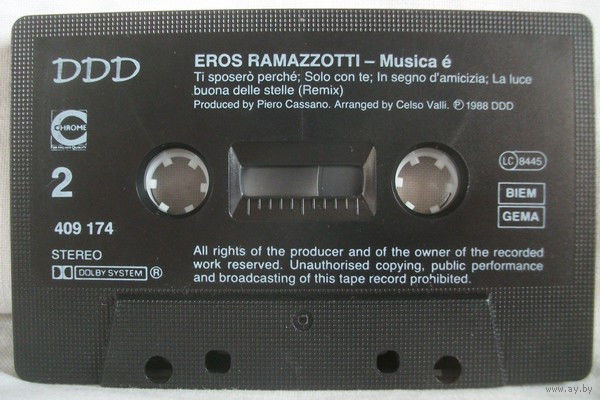 DDD
EROS RAMAZZOTTI – Musica é
Ti sposerò perché; Solo con te; In segno d'amicizia; La luce
buona delle stelle (Remix)
Produced by Piero Cassano. Arranged by Celso Valli. ℗ 1988 DDD
CHROME
2
LC 8445
BIEM
GEMA
409 174
STEREO
DOLBY SYSTEM ®
All rights of the producer and of the owner of the recorded
work reserved. Unauthorised copying, public performance
and broadcasting of this tape record prohibited.
www.ay.by